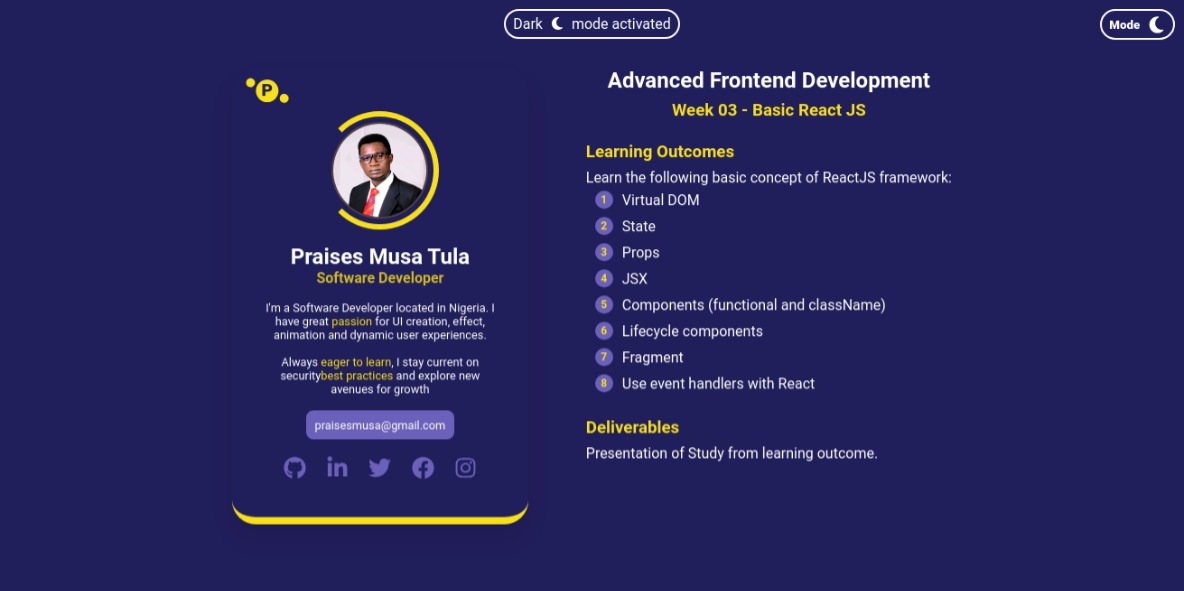 Dark mode activated
Mode
P
Praises Musa Tula
Software Developer
I'm a Software Developer located in Nigeria. I
have great passion for UI creation, effect,
animation and dynamic user experiences.
Always eager to learn, I stay current on
securitybest practices and explore new
avenues for growth
praisesmusa@gmail.com
in
Advanced Frontend Development
Week 03 - Basic React JS
Learning Outcomes
Learn the following basic concept of ReactJS framework:
1 Virtual DOM
2 State
3 Props
4 JSX
5 Components (functional and className)
6 Lifecycle components
7 Fragment
8 Use event handlers with React
Deliverables
Presentation of Study from learning outcome.